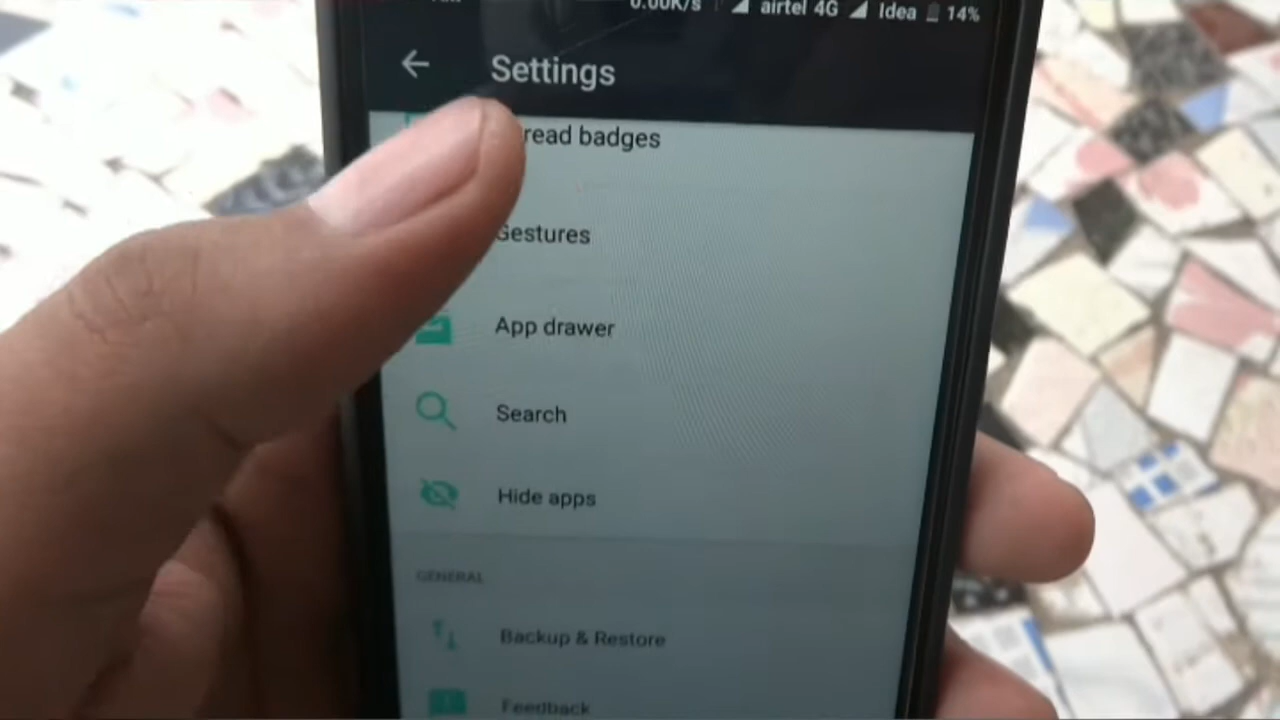 0.00K/s airtel 4G Idea 14%
Settings
read badges
Gestures
App drawer
Search
Hide apps
GENERAL
Backup & Restore
Feedback